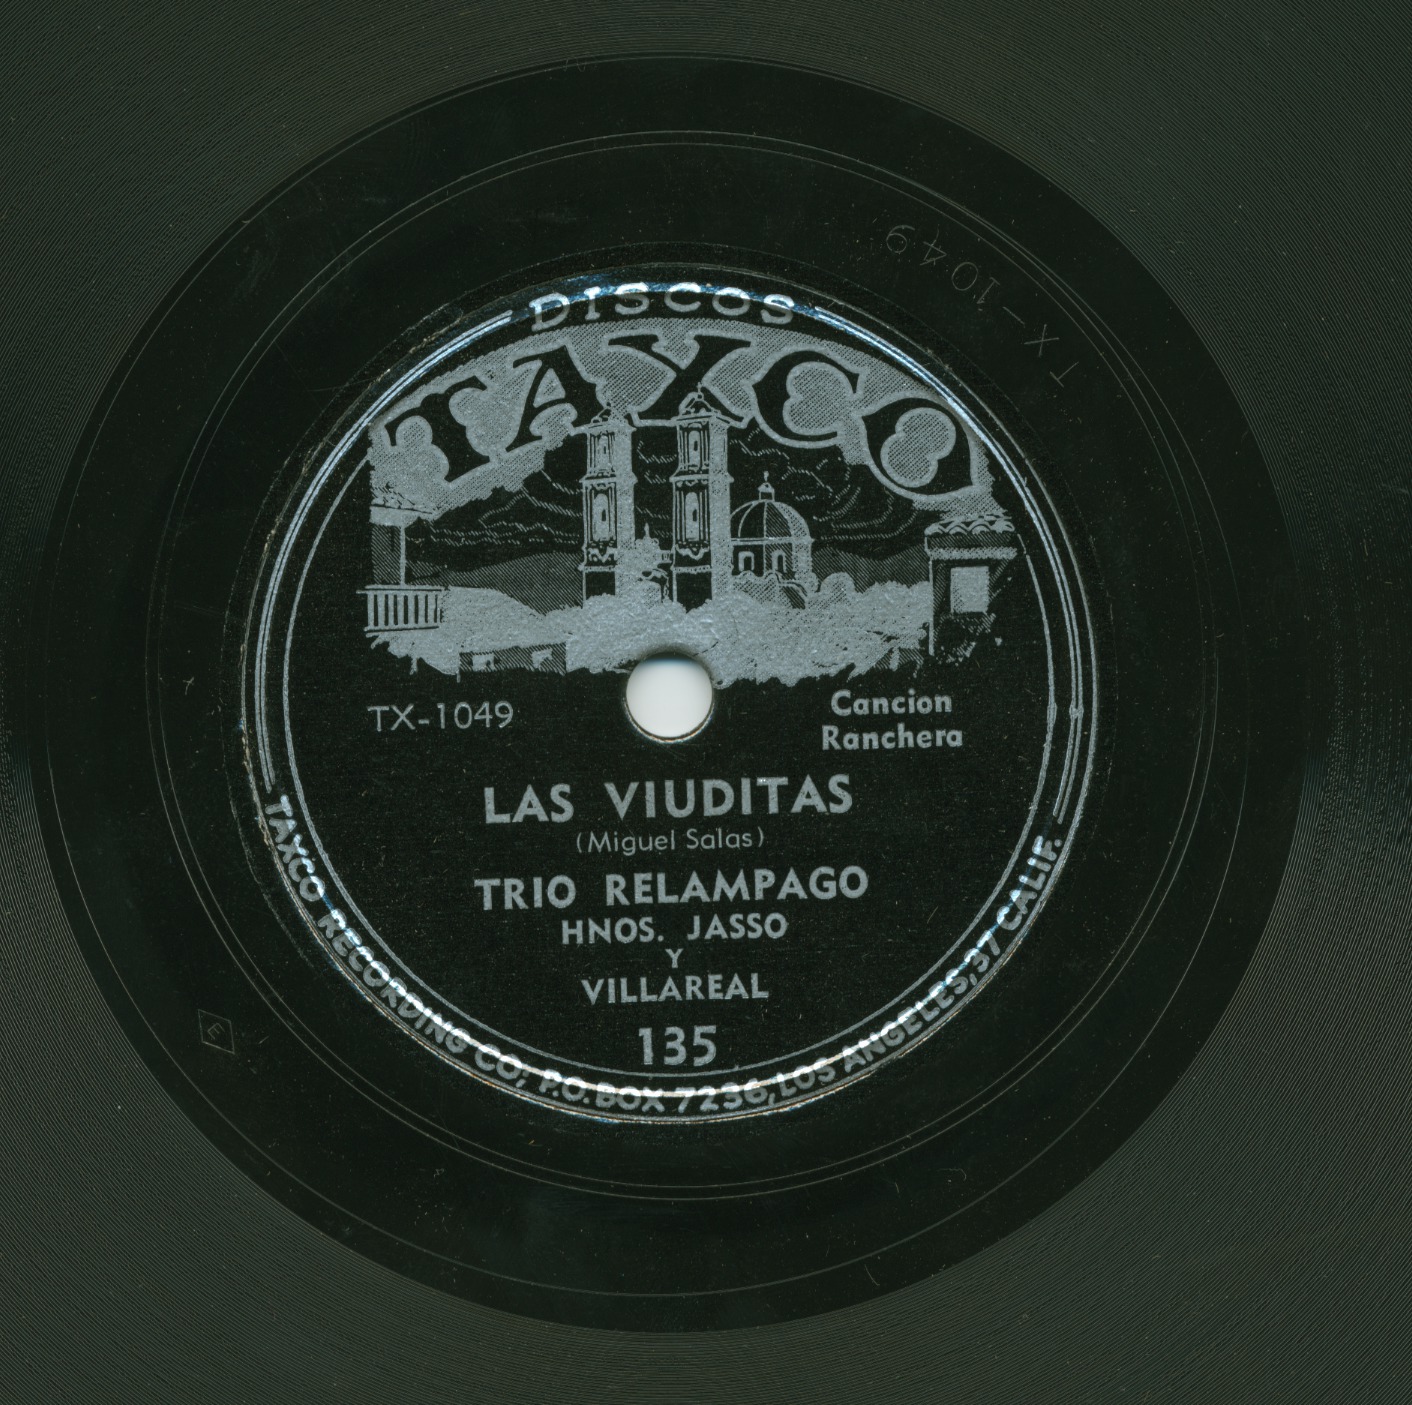 DISCOS
TAXCO
TX-1049
Cancion
Ranchera
LAS VIUDITAS
(Miguel Salas)
TRIO RELAMPAGO
HNOS. JASSO
Y
VILLAREAL
135
TAXCO RECORDING CO; P.O. BOX 7236, LOS ANGELES, 37 CALIF.
TX-1049
E